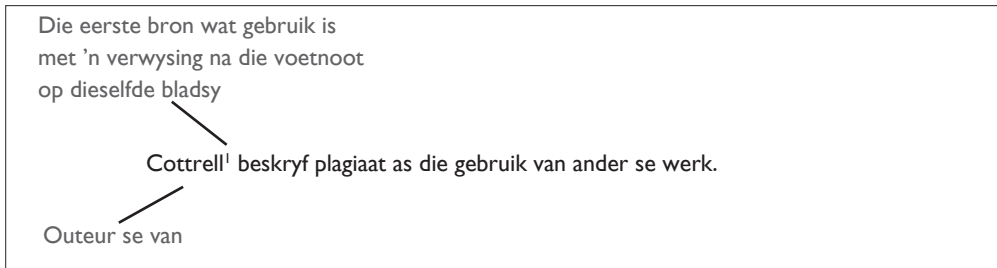 Die eerste bron wat gebruik is
met ’n verwysing na die voetnoot
op dieselfde bladsy
Cottrell¹ beskryf plagiaat as die gebruik van ander se werk.
Outeur se van